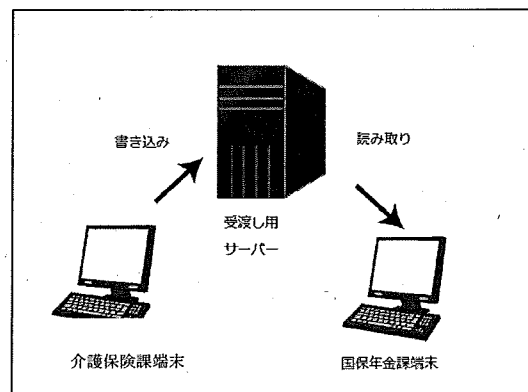 書き込み
読み取り
受渡し用
サーバー
介護保険課端末
国保年金課端末